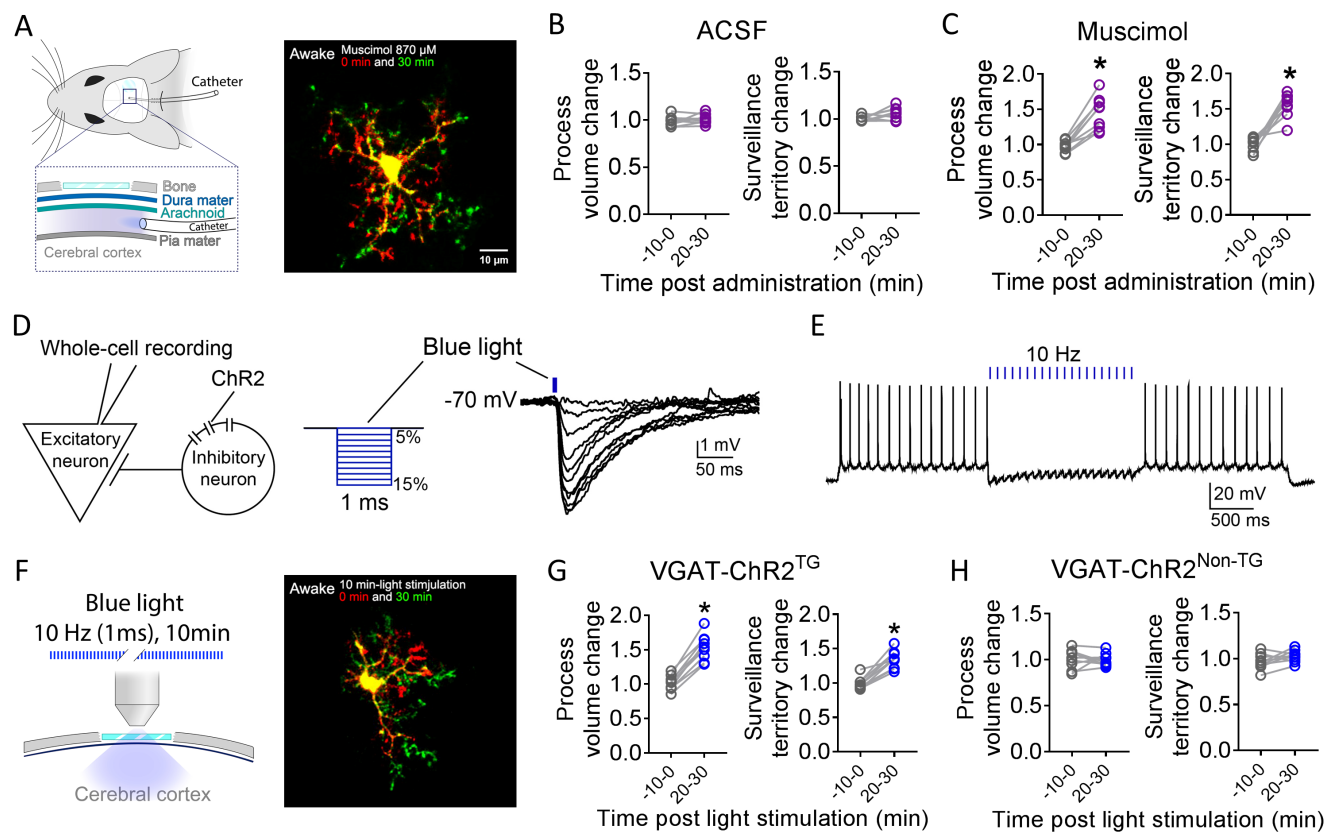 A
Catheter
Bone
Dura mater
Arachnoid
Catheter
Pia mater
Cerebral cortex
Awake Muscimol 870 µM
0 min and 30 min
10 µm
B
ACSF
Process
volume change
1.5
1.0
0.5
0.0
-10-0
20-30
Surveillance
territory change
1.5
1.0
0.5
0.0
-10-0
20-30
Time post administration (min)
C
Muscimol
Process
volume change
2.0
1.5
1.0
0.5
0.0
*
-10-0
20-30
Surveillance
territory change
2.0
1.5
1.0
0.5
0.0
*
-10-0
20-30
Time post administration (min)
D
Whole-cell recording
ChR2
Excitatory
neuron
Inhibitory
neuron
Blue light
5%
15%
1 ms
-70 mV
1 mV
50 ms
E
10 Hz
20 mV
500 ms
F
Blue light
10 Hz (1ms), 10min
Cerebral cortex
Awake 10 min-light stimjulation
0 min and 30 min
G
VGAT-ChR2TG
Process
volume change
2.0
1.5
1.0
0.5
0.0
*
-10-0
20-30
Surveillance
territory change
2.0
1.5
1.0
0.5
0.0
*
-10-0
20-30
Time post light stimulation (min)
H
VGAT-ChR2Non-TG
Process
volume change
1.5
1.0
0.5
0.0
-10-0
20-30
Surveillance
territory change
1.5
1.0
0.5
0.0
-10-0
20-30
Time post light stimulation (min)